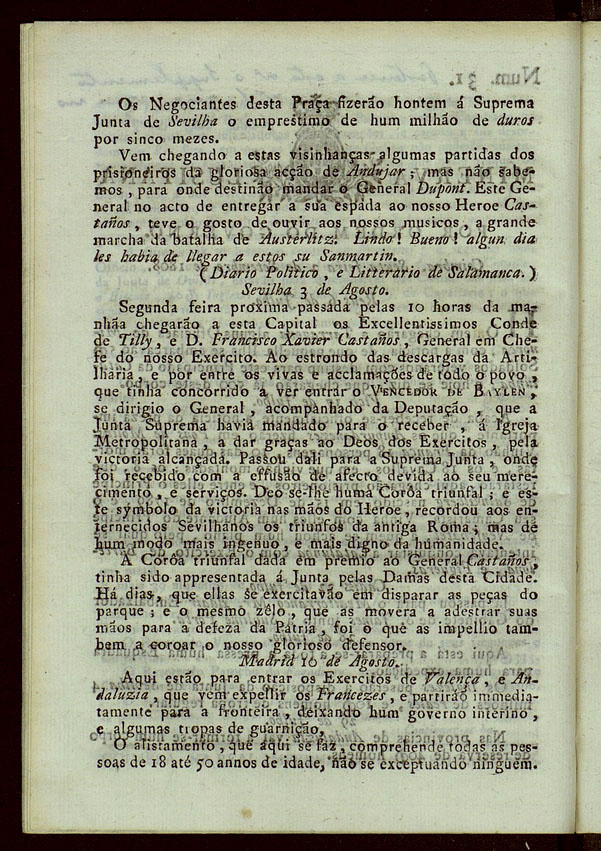 Os Negociantes desta Praça fizerão hontem á Suprema
Junta de Sevilha o emprestimo de hum milhão de duros
por sinco mezes.
Vem chegando a estas visinhanças algumas partidas dos
prisioneiros da gloriosa acção de Andujar; mas não sabe-
mos, para onde destinão mandar o General Dupont. Este Ge-
neral no acto de entregar a sua espada ao nosso Heroe Cas-
taños, teve o gosto de ouvir aos nossos musicos, a grande
marcha da batalha de Austerlitz! Lindo! Bueno! algun dia
les habia de llegar a estos su Sanmartin.
(Diario Politico, e Litterario de Salamanca.)
Sevilha 3 de Agosto.
Segunda feira proxima passada pelas 10 horas da ma-
nhãa chegarão a esta Capital os Excellentissimos Conde
de Tilly, e D. Francisco Xavier Castaños, General em Che-
fe do nosso Exercito. Ao estrondo das descargas da Arti-
lharia, e por entre os vivas e acclamações de todo o povo,
que tinha concorrido a ver entrar o Vencedor de Baylen,
se dirigio o General, acompanhado da Deputação, que a
Junta Suprema havia mandado para o receber, á Igreja
Metropolitana, a dar graças ao Deos dos Exercitos, pela
victoria alcançada. Passou dali para a Suprema Junta, onde
foi recebido com a effusão de afecto devida ao seu mere-
cimento, e serviços. Deo se-lhe huma Corôa triunfal; e es-
te symbolo da victoria nas mãos do Heroe, recordou aos en-
ternecidos Sevilhanos os triunfos da antiga Roma; mas de
hum modo mais ingenuo, e mais digno da humanidade.
A Corôa triunfal dada em premio ao General Castaños,
tinha sido appresentada á Junta pelas Damas desta Cidade.
Há dias, que ellas se exercitavão em disparar as peças do
parque; e o mesmo zêlo, que as movera a adestrar suas
mãos para a defeza da Patria, foi o que as impellio tam-
bem a coroar o nosso glorioso defensor.
Madrid 10 de Agosto.
Aqui estão para entrar os Exercitos de Valença, e An-
daluzia, que vem expellir os Francezes, e partirão immedia-
tamente para a fronteira, deixando hum governo interino,
e algumas tropas de guarnição.
O alistamento, que aqui se faz, comprehende todas as pes-
soas de 18 até 50 annos de idade, não se exceptuando ninguem.